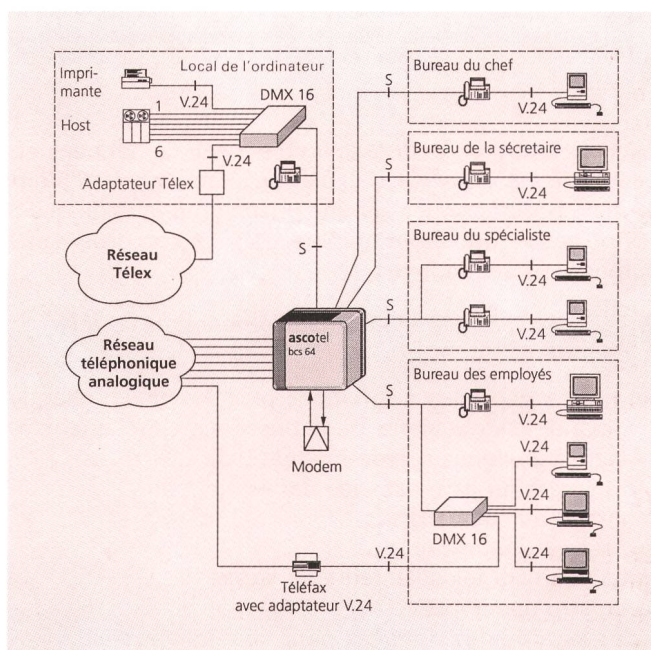 Local de l'ordinateur
Impri-
mante
V.24
DMX 16
Host
1
6
V.24
Adaptateur Télex
Réseau
Télex
S
Réseau
téléphonique
analogique
ascotel
bcs 64
Modem
Téléfax
avec adaptateur V.24
V.24
S
Bureau du chef
V.24
S
Bureau de la sécretaire
V.24
S
Bureau du spécialiste
V.24
V.24
S
Bureau des employés
V.24
V.24
V.24
V.24
DMX 16